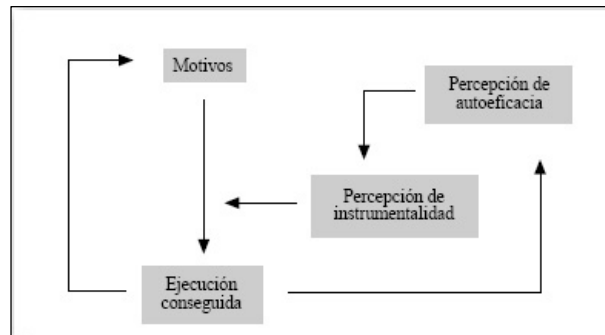 Motivos
Percepción de
autoeficacia
Percepción de
instrumentalidad
Ejecución
conseguida